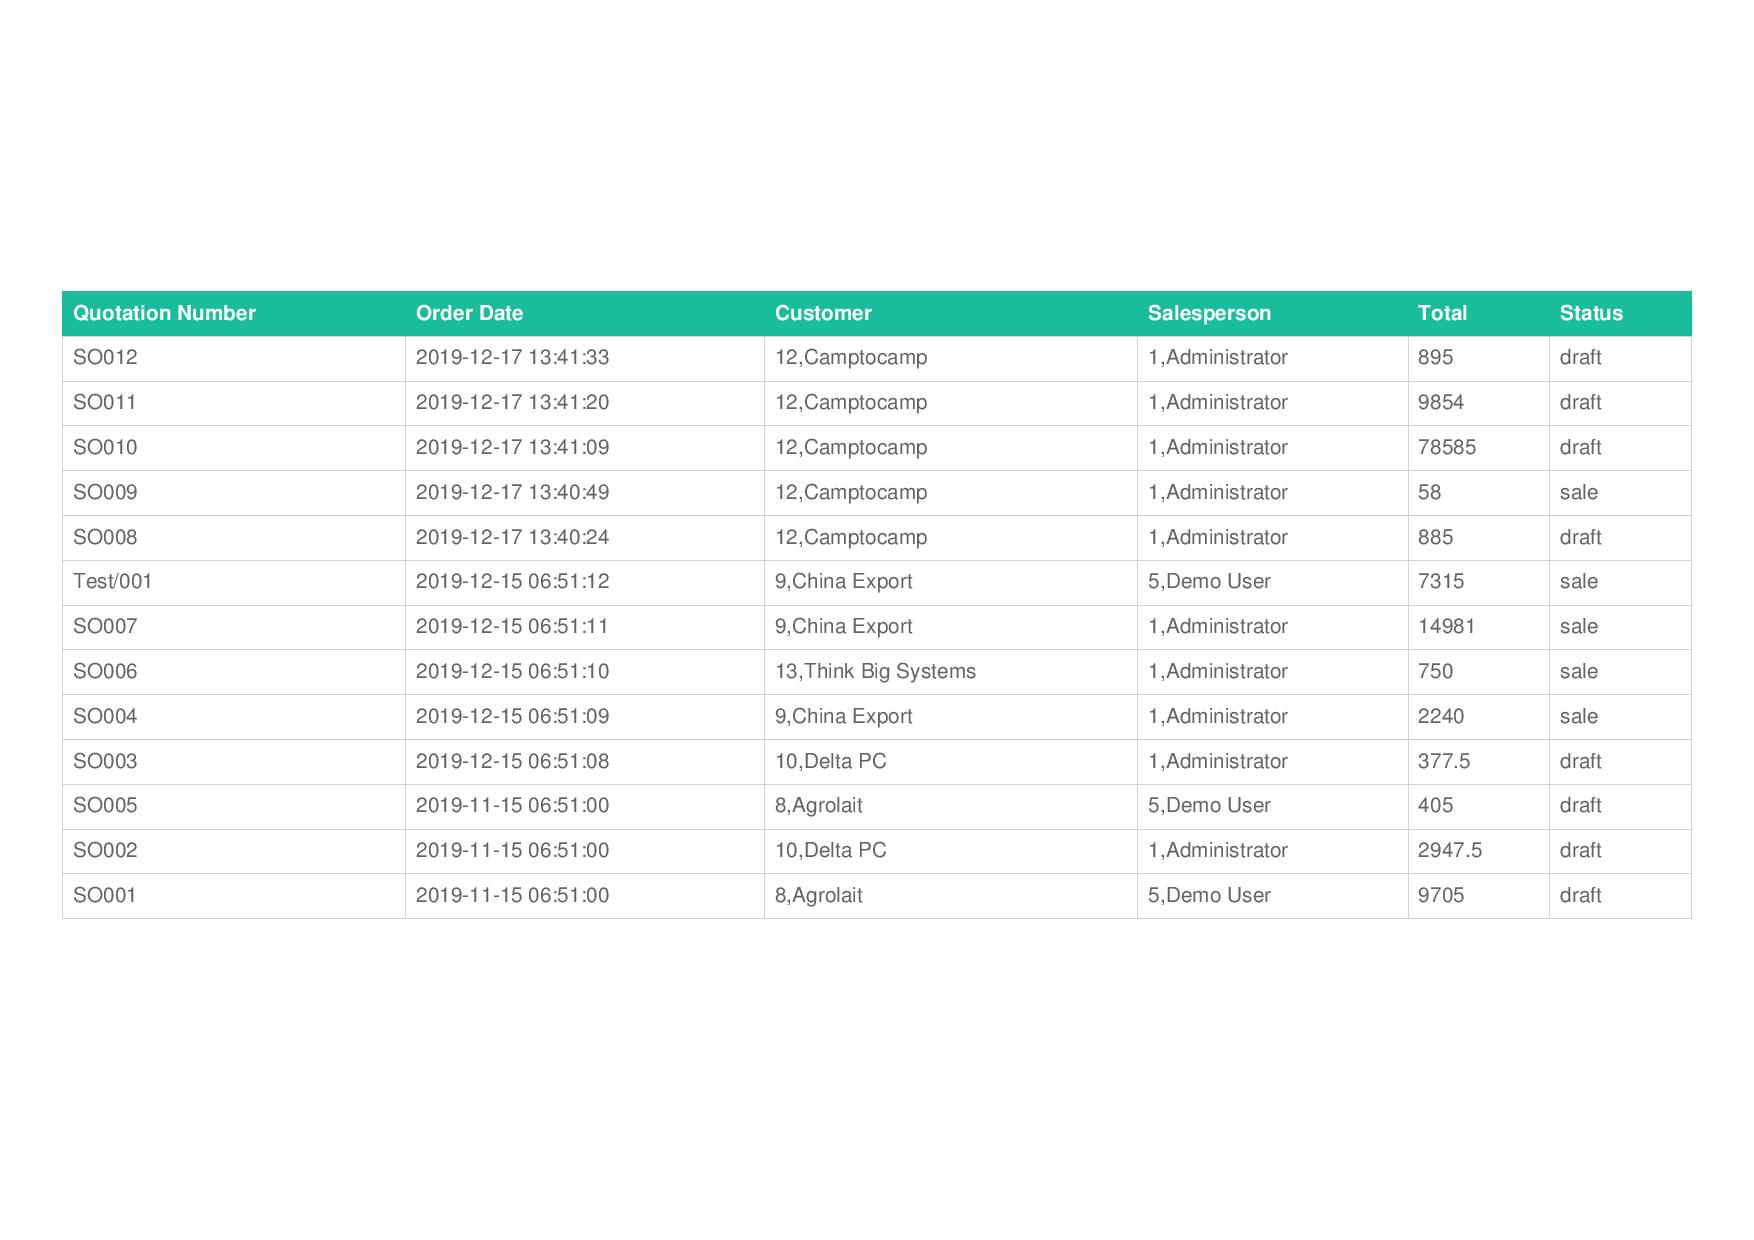 Quotation Number Order Date Customer Salesperson Total Status
SO012 2019-12-17 13:41:33 12,Camptocamp 1,Administrator 895 draft
SO011 2019-12-17 13:41:20 12,Camptocamp 1,Administrator 9854 draft
SO010 2019-12-17 13:41:09 12,Camptocamp 1,Administrator 78585 draft
SO009 2019-12-17 13:40:49 12,Camptocamp 1,Administrator 58 sale
SO008 2019-12-17 13:40:24 12,Camptocamp 1,Administrator 885 draft
Test/001 2019-12-15 06:51:12 9,China Export 5,Demo User 7315 sale
SO007 2019-12-15 06:51:11 9,China Export 1,Administrator 14981 sale
SO006 2019-12-15 06:51:10 13,Think Big Systems 1,Administrator 750 sale
SO004 2019-12-15 06:51:09 9,China Export 1,Administrator 2240 sale
SO003 2019-12-15 06:51:08 10,Delta PC 1,Administrator 377.5 draft
SO005 2019-11-15 06:51:00 8,Agrolait 5,Demo User 405 draft
SO002 2019-11-15 06:51:00 10,Delta PC 1,Administrator 2947.5 draft
SO001 2019-11-15 06:51:00 8,Agrolait 5,Demo User 9705 draft